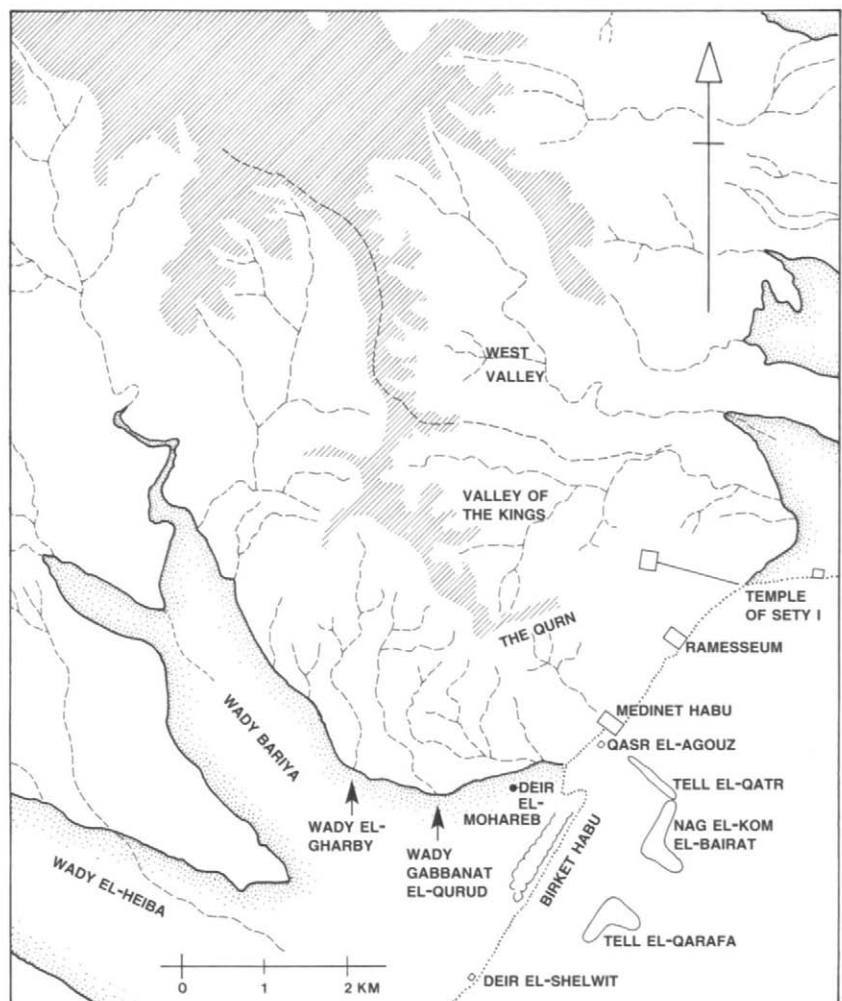 WEST
VALLEY
VALLEY OF
THE KINGS
TEMPLE
OF SETY I
THE QURN
RAMESSEUM
MEDINET HABU
QASR EL-AGOUZ
WADY BARIYA
TELL EL-QATR
DEIR
EL-
MOHAREB
NAG EL-KOM
EL-BAIRAT
WADY EL-
GHARBY
WADY
GABBANAT
EL-QURUD
BIRKET HABU
WADY EL-HEIBA
TELL EL-QARAFA
DEIR EL-SHELWIT
0 1 2 KM